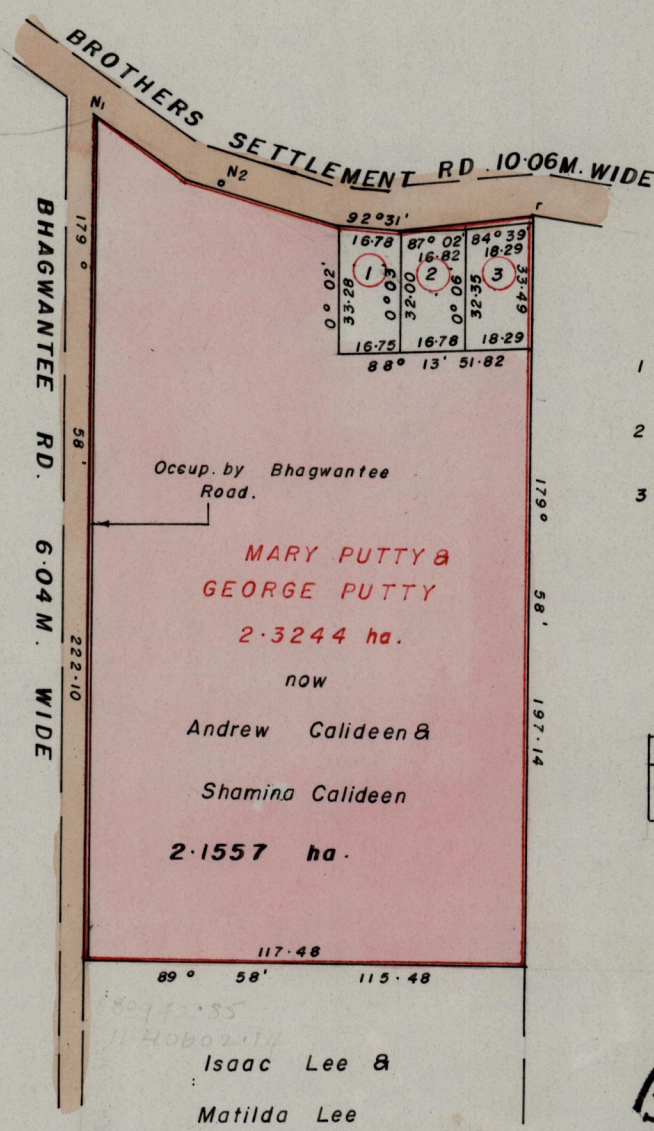 BROTHERS SETTLEMENT RD. 10·06M. WIDE
N1
N2
r
92°31'
16·78
87° 02'
16·82
84° 39'
18·29
1
2
3
0° 02'
33·28
0° 03'
32·00
0° 06'
32·35
33·49
16·75
16·78
18·29
88° 13' 51·82
1
2
3
BHAGWANTEE RD. 6·04M. WIDE
179° 58' 222·10
Occup. by Bhagwantee
Road.
MARY PUTTY &
GEORGE PUTTY
2·3244 ha.
now
Andrew Calideen &
Shamina Calideen
2·1557 ha.
179° 58' 197·14
117·48
89° 58' 115·48
Isaac Lee &
Matilda Lee